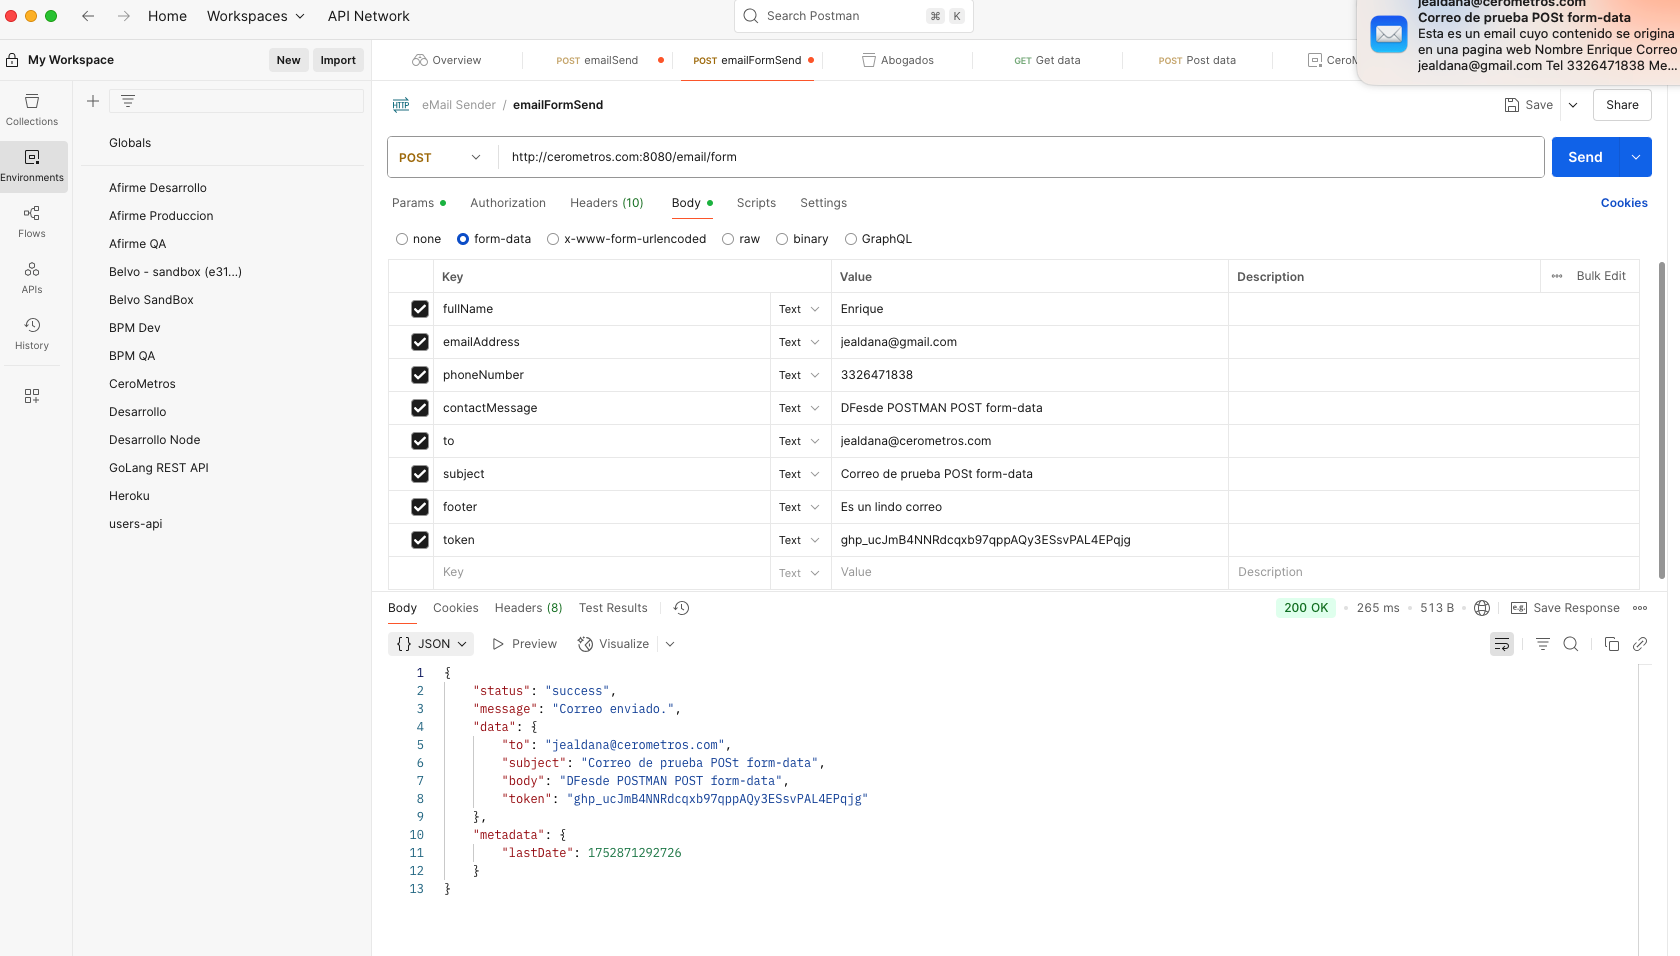 Home Workspaces API Network
Search Postman ⌘ K
jealdana@cerometros.com
Correo de prueba POSt form-data
Esta es un email cuyo contenido se origina
en una pagina web Nombre Enrique Correo
jealdana@gmail.com Tel 3326471838 Me...
My Workspace New Import
Overview POST emailSend POST emailFormSend Abogados GET Get data POST Post data CeroM
Collections
Environments
Flows
APIs
History
Globals
Afirme Desarrollo
Afirme Produccion
Afirme QA
Belvo - sandbox (e31...)
Belvo SandBox
BPM Dev
BPM QA
CeroMetros
Desarrollo
Desarrollo Node
GoLang REST API
Heroku
users-api
HTTP eMail Sender / emailFormSend Save Share
POST http://cerometros.com:8080/email/form Send
Params Authorization Headers (10) Body Scripts Settings Cookies
none form-data x-www-form-urlencoded raw binary GraphQL
Key Value Description Bulk Edit
fullName Text Enrique
emailAddress Text jealdana@gmail.com
phoneNumber Text 3326471838
contactMessage Text DFesde POSTMAN POST form-data
to Text jealdana@cerometros.com
subject Text Correo de prueba POSt form-data
footer Text Es un lindo correo
token Text 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
Key Text Value Description
Body Cookies Headers (8) Test Results 200 OK 265 ms 513 B e.g. Save Response
{} JSON Preview Visualize
1 {
2 "status": "success",
3 "message": "Correo enviado.",
4 "data": {
5 "to": "jealdana@cerometros.com",
6 "subject": "Correo de prueba POSt form-data",
7 "body": "DFesde POSTMAN POST form-data",
8 "token": "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"
9 },
10 "metadata": {
11 "lastDate": 1752871292726
12 }
13 }